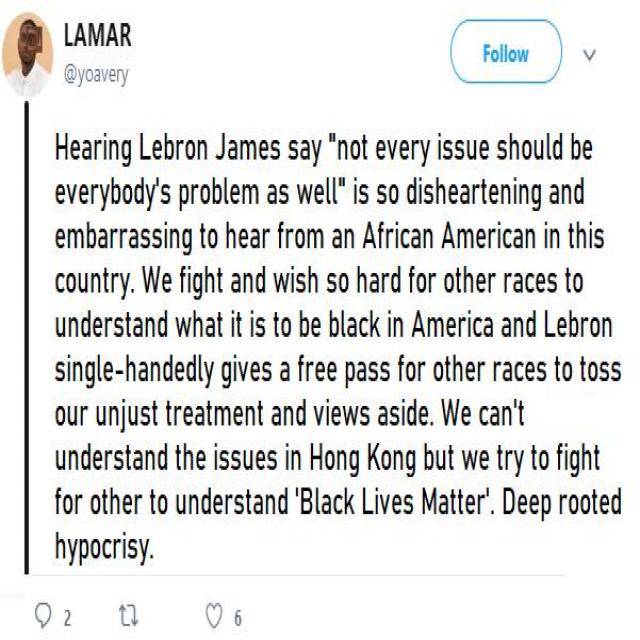 LAMAR
@yoavery
Follow
Hearing Lebron James say "not every issue should be
everybody's problem as well" is so disheartening and
embarrassing to hear from an African American in this
country. We fight and wish so hard for other races to
understand what it is to be black in America and Lebron
single-handedly gives a free pass for other races to toss
our unjust treatment and views aside. We can't
understand the issues in Hong Kong but we try to fight
for other to understand 'Black Lives Matter'. Deep rooted
hypocrisy.
2 6